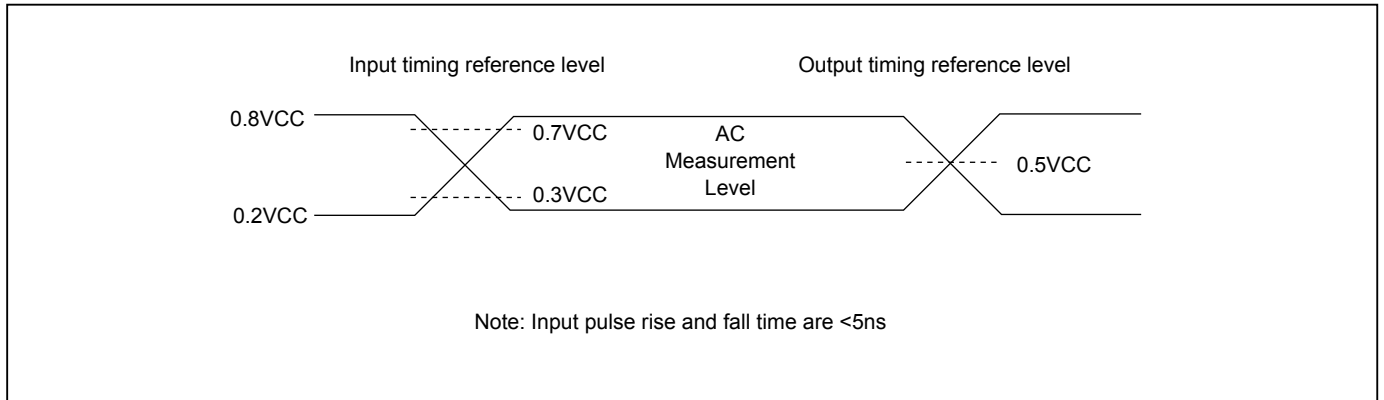 Input timing reference level
Output timing reference level
0.8VCC
0.7VCC
AC
Measurement
Level
0.5VCC
0.3VCC
0.2VCC
Note: Input pulse rise and fall time are <5ns